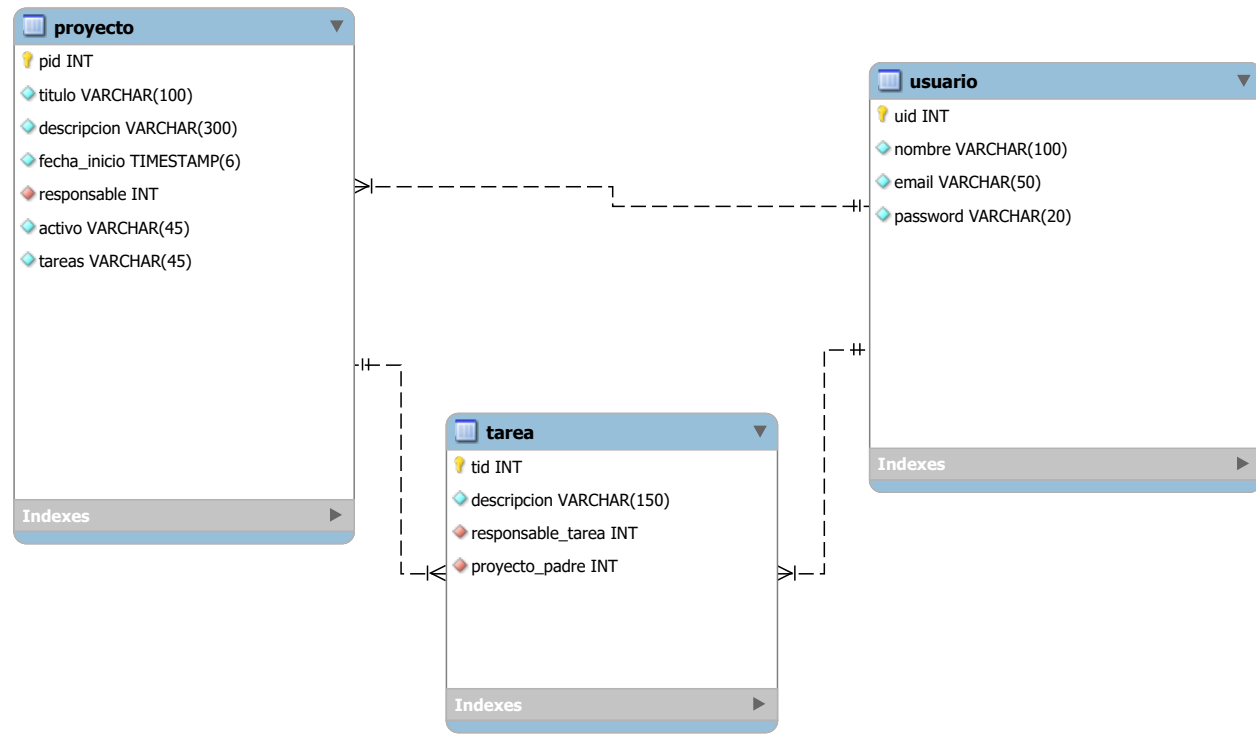 proyecto
pid INT
titulo VARCHAR(100)
descripcion VARCHAR(300)
fecha_inicio TIMESTAMP(6)
responsable INT
activo VARCHAR(45)
tareas VARCHAR(45)
Indexes
usuario
uid INT
nombre VARCHAR(100)
email VARCHAR(50)
password VARCHAR(20)
Indexes
tarea
tid INT
descripcion VARCHAR(150)
responsable_tarea INT
proyecto_padre INT
Indexes